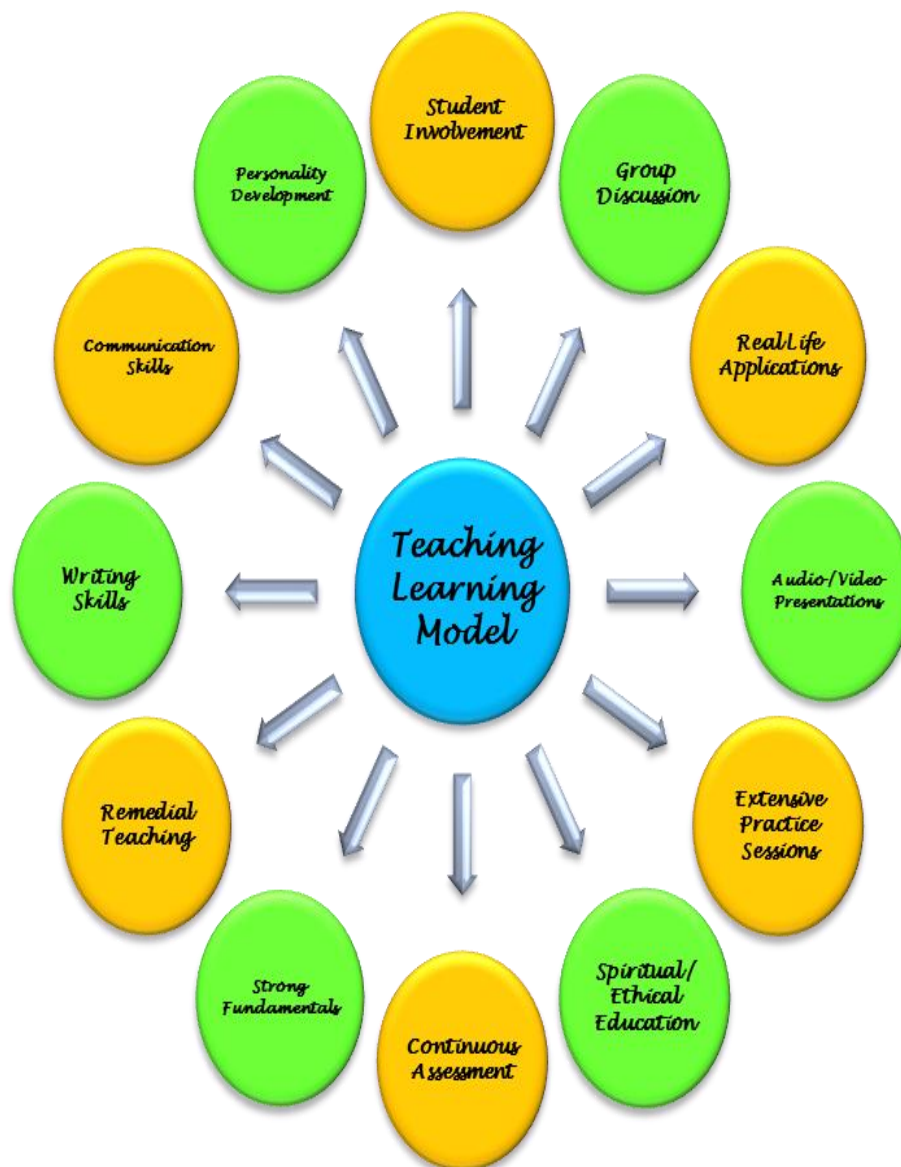 Student
Involvement
Group
Discussion
Real Life
Applications
Audio/Video
Presentations
Extensive
Practice
Sessions
Spiritual/
Ethical
Education
Continuous
Assessment
Strong
Fundamentals
Remedial
Teaching
Writing
Skills
Communication
Skills
Personality
Development
Teaching
Learning
Model